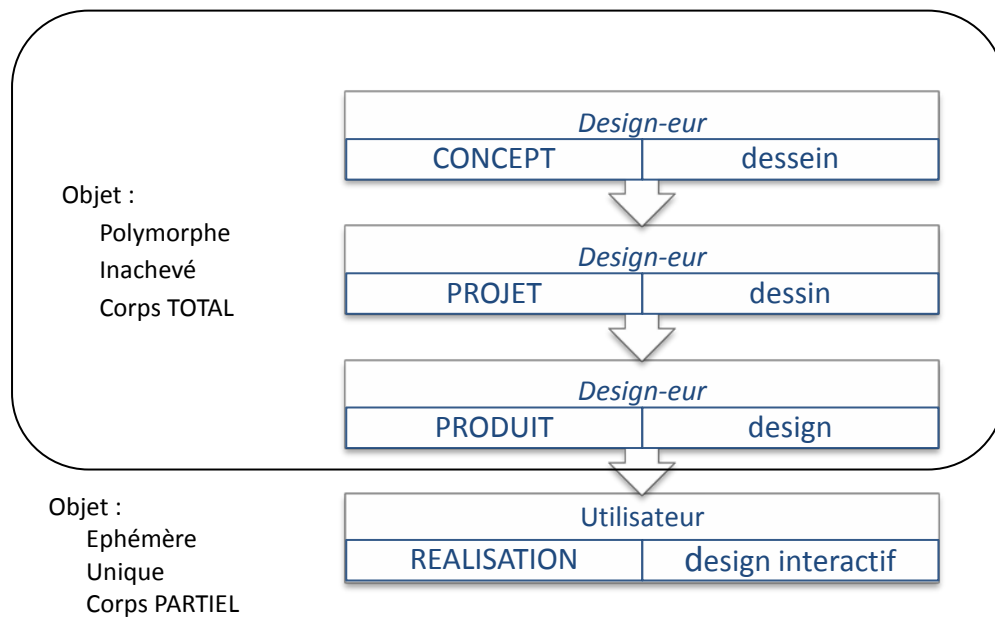 Design-eur
CONCEPT dessein
Objet :
Polymorphe
Inachevé
Corps TOTAL
Design-eur
PROJET dessin
Design-eur
PRODUIT design
Objet :
Ephémère
Unique
Corps PARTIEL
Utilisateur
REALISATION design interactif